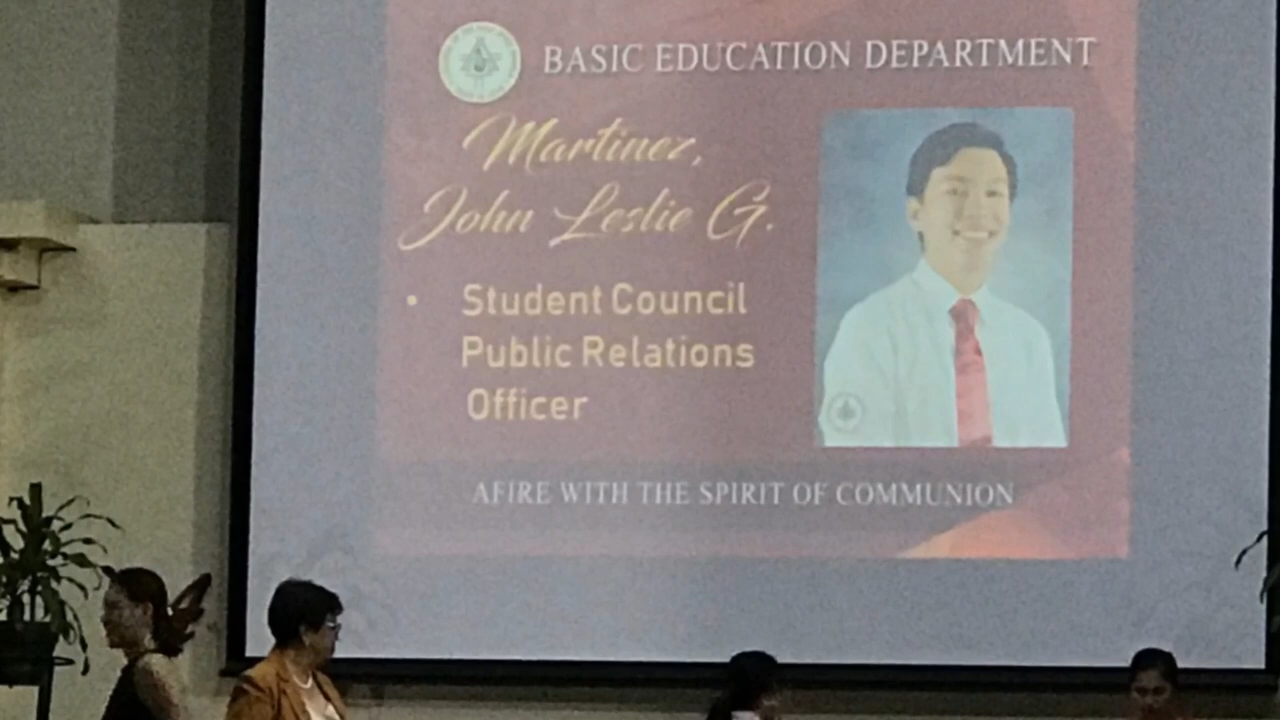 BASIC EDUCATION DEPARTMENT
Martinez,
John Leslie G.
• Student Council
Public Relations
Officer
AFIRE WITH THE SPIRIT OF COMMUNION